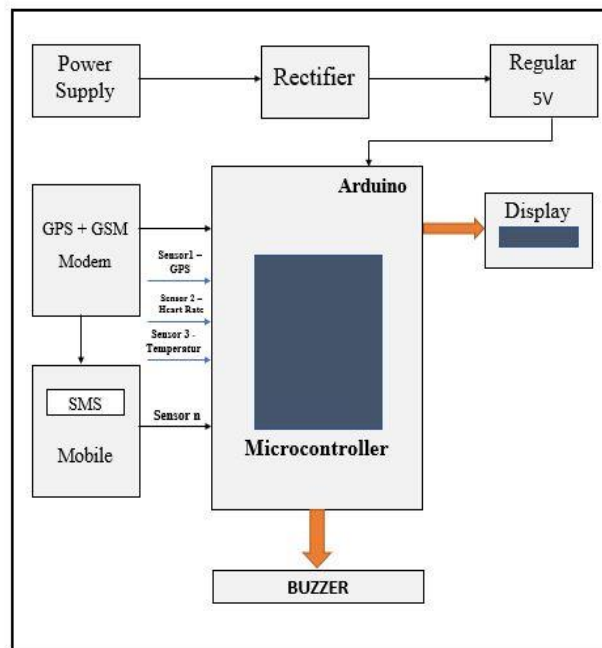 Power
Supply
Rectifier
Regular
5V
Arduino
GPS + GSM
Modem
Display
Sensor1 –
GPS
Sensor 2 –
Heart Rate
Sensor 3 -
Temperatur
SMS
Mobile
Sensor n
Microcontroller
BUZZER